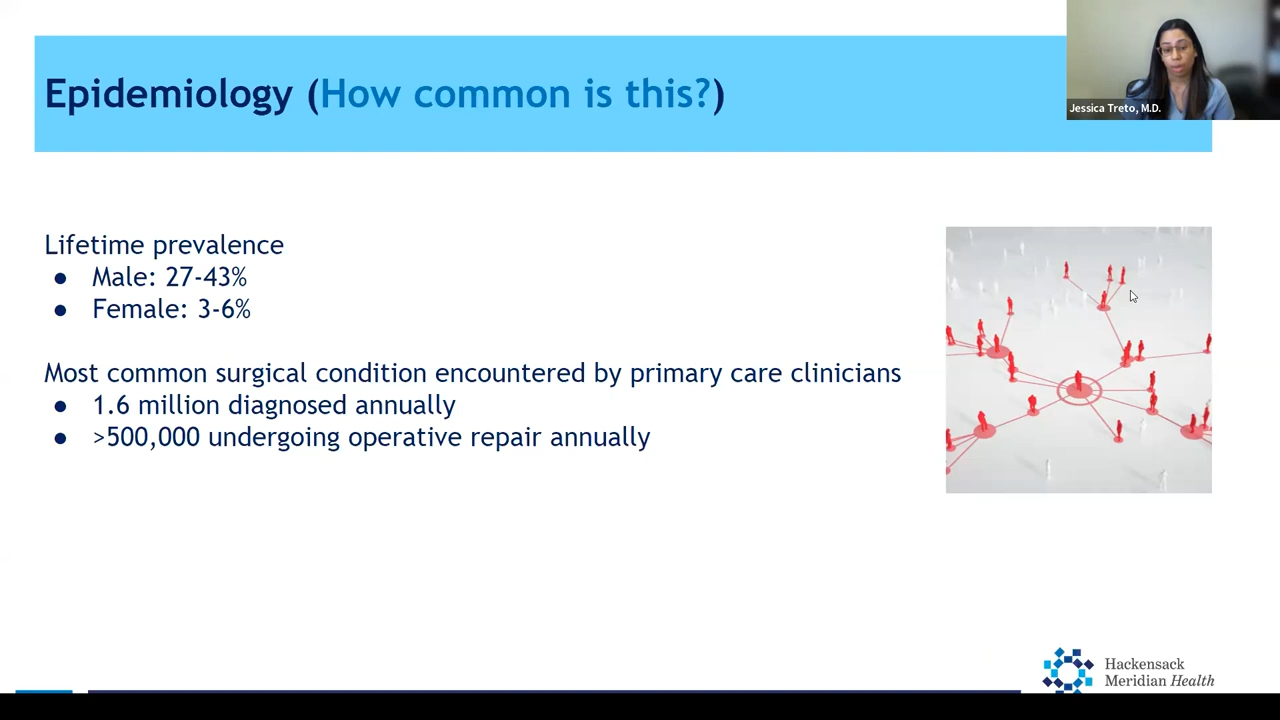 Epidemiology (How common is this?)
Jessica Treto, M.D.
Lifetime prevalence
● Male: 27-43%
● Female: 3-6%
Most common surgical condition encountered by primary care clinicians
● 1.6 million diagnosed annually
● >500,000 undergoing operative repair annually
Hackensack
Meridian Health